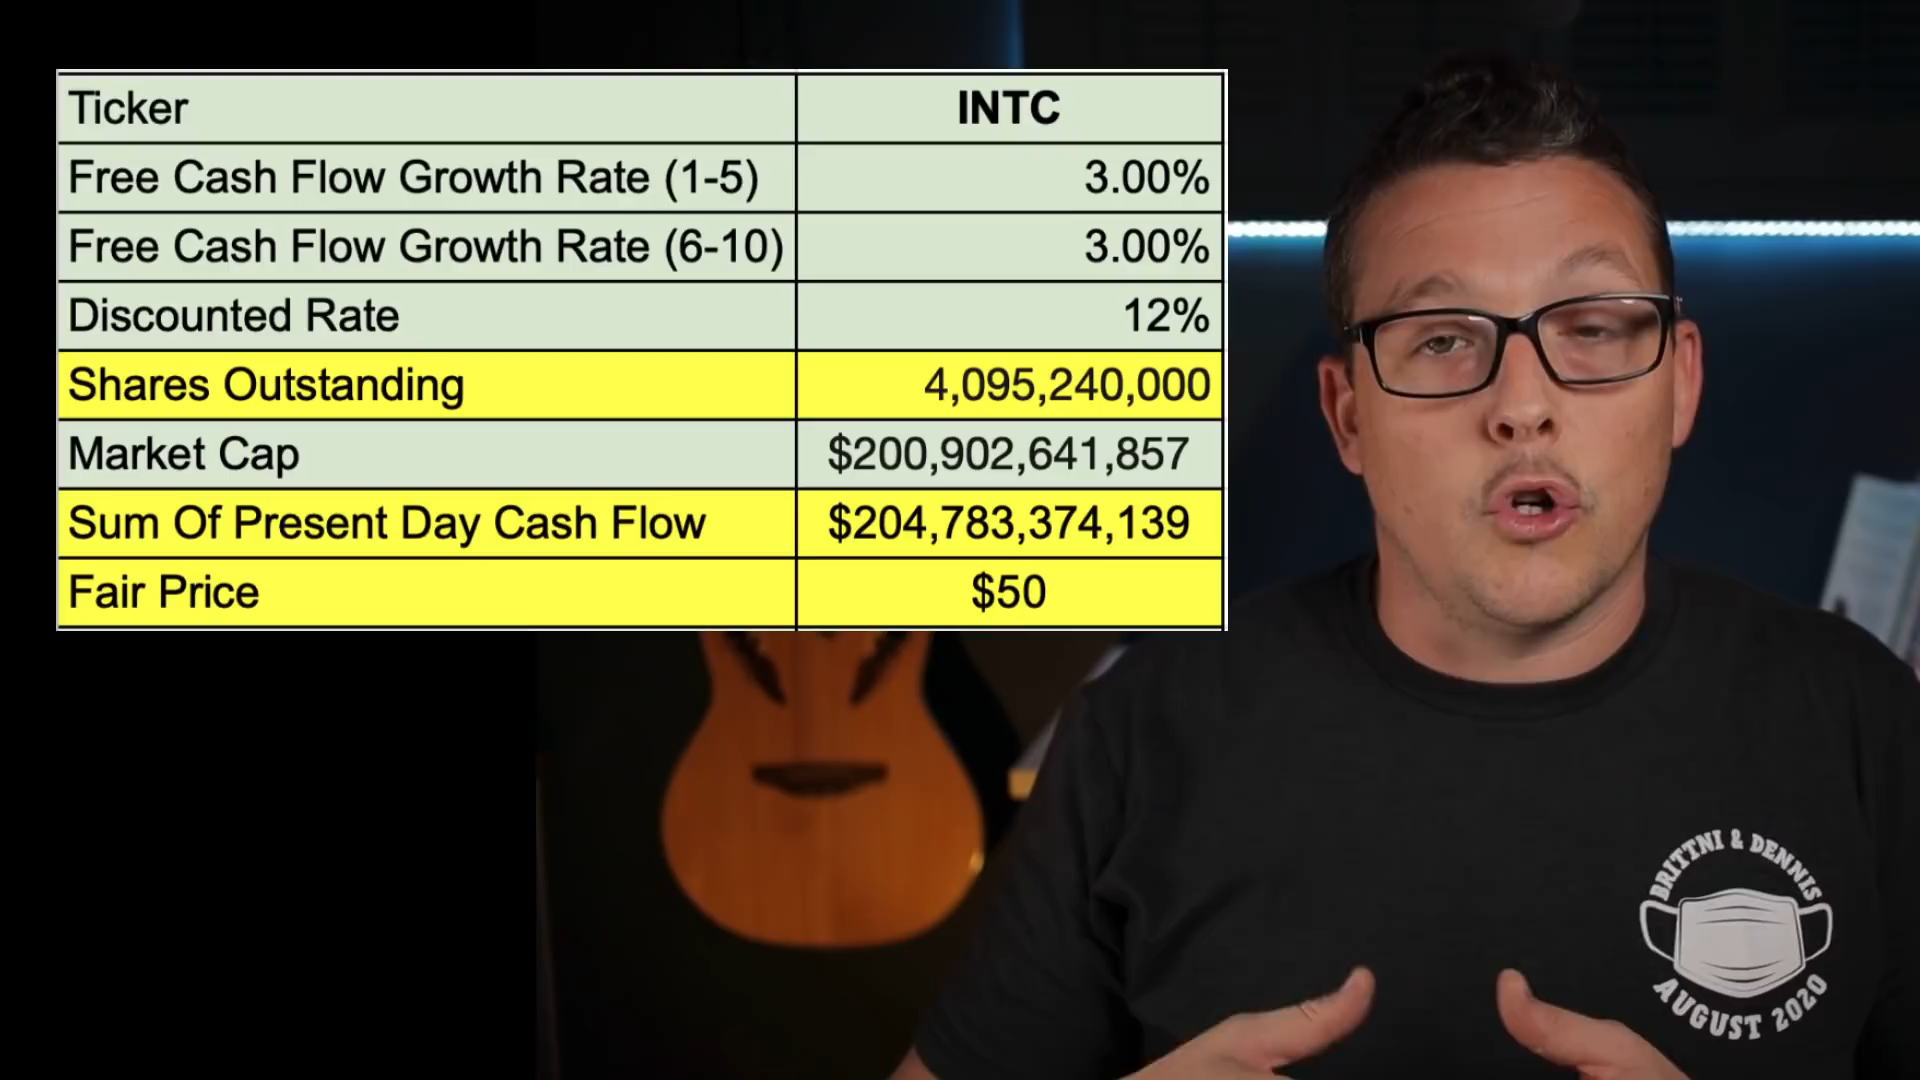 Ticker INTC
Free Cash Flow Growth Rate (1-5) 3.00%
Free Cash Flow Growth Rate (6-10) 3.00%
Discounted Rate 12%
Shares Outstanding 4,095,240,000
Market Cap $200,902,641,857
Sum Of Present Day Cash Flow $204,783,374,139
Fair Price $50
BRITTNI & DENNIS
AUGUST 2020